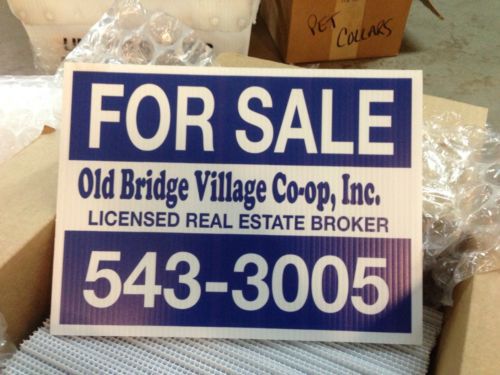 PET
COLLARS
FOR SALE
Old Bridge Village Co-op, Inc.
LICENSED REAL ESTATE BROKER
543-3005